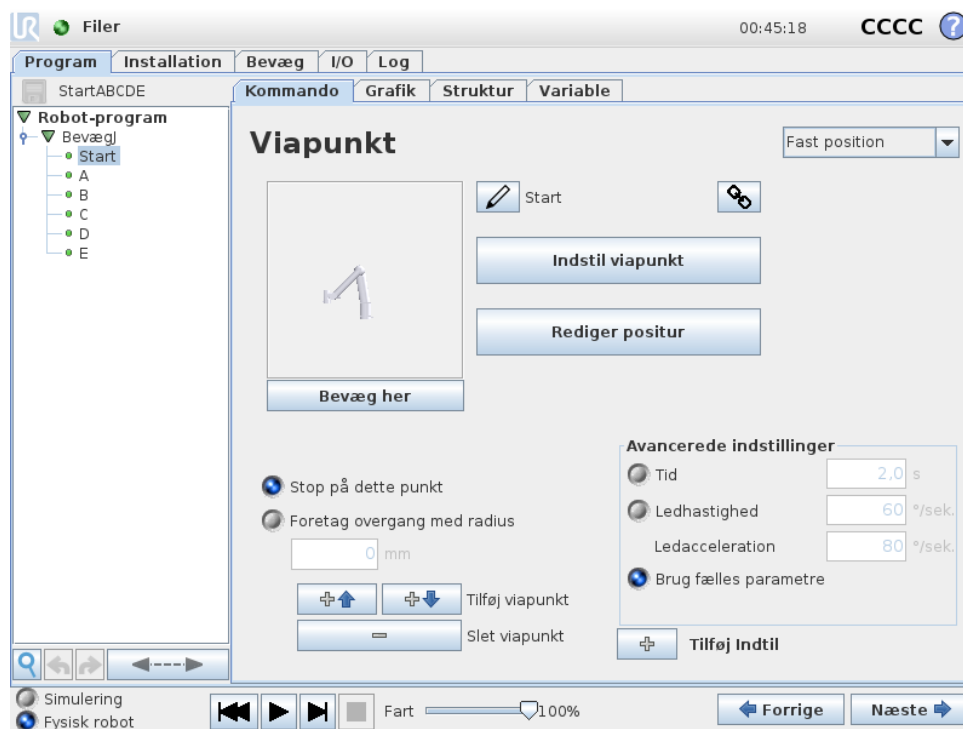 UR Filer 00:45:18 CCCC ?
Program Installation Bevæg I/O Log
StartABCDE Kommando Grafik Struktur Variable
Robot-program
BevægJ
Start
A
B
C
D
E
Viapunkt
Fast position
Start
Indstil viapunkt
Rediger positur
Bevæg her
Stop på dette punkt
Foretag overgang med radius
0 mm
Tilføj viapunkt
Slet viapunkt
Avancerede indstillinger
Tid 2,0 s
Ledhastighed 60 °/sek.
Ledacceleration 80 °/sek.
Brug fælles parametre
Tilføj Indtil
Simulering
Fysisk robot
Fart 100%
Forrige Næste